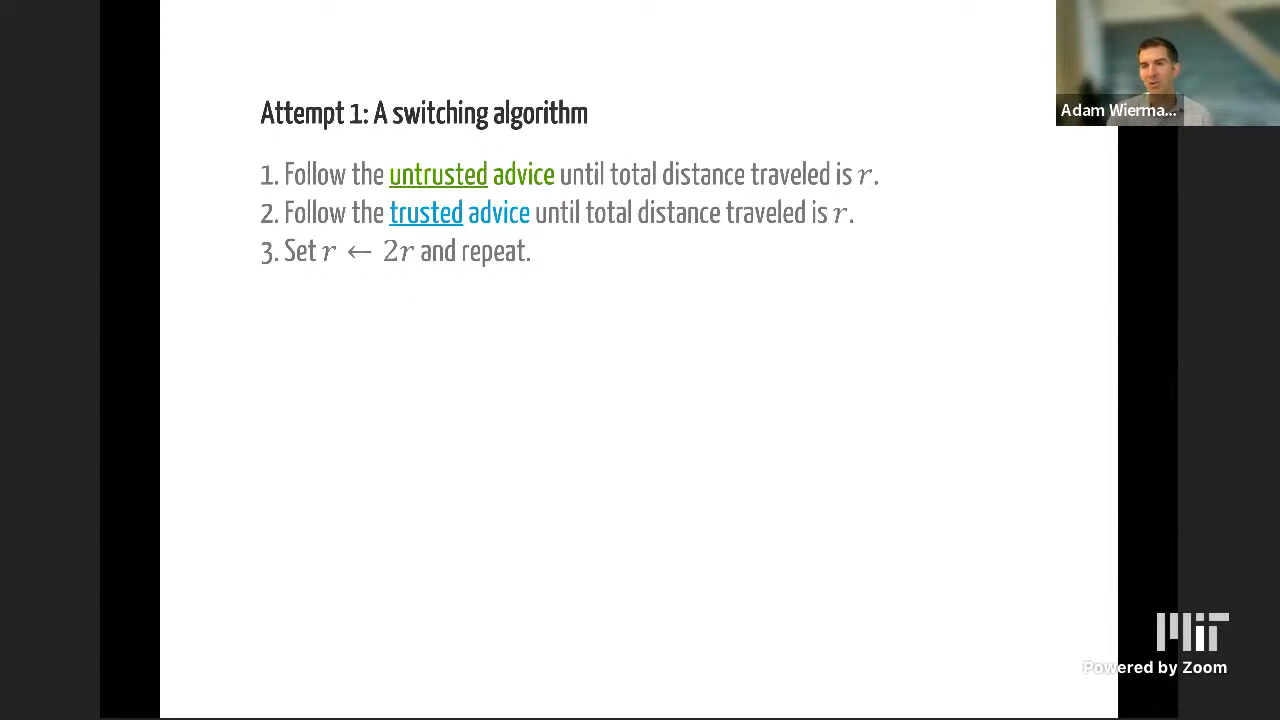 Attempt 1: A switching algorithm
1. Follow the untrusted advice until total distance traveled is r.
2. Follow the trusted advice until total distance traveled is r.
3. Set r ← 2r and repeat.
Adam Wierma...
MIT
Powered by Zoom